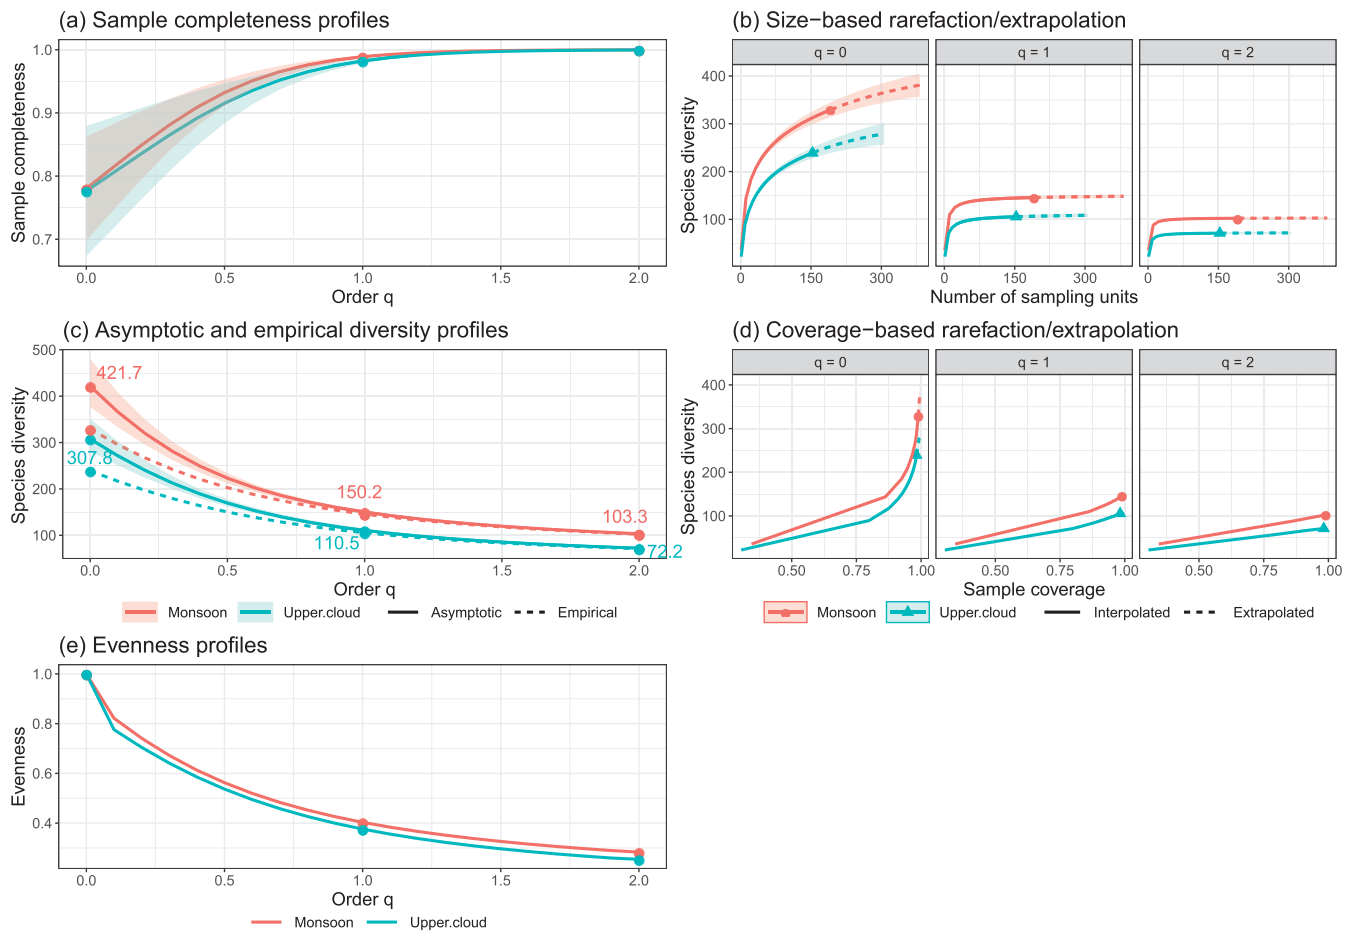 (a) Sample completeness profiles
1.0
0.9
0.8
0.7
Sample completeness
0.0 0.5 1.0 1.5 2.0
Order q
(b) Size−based rarefaction/extrapolation
q = 0 q = 1 q = 2
400
300
200
100
Species diversity
0 150 300 0 150 300 0 150 300
Number of sampling units
(c) Asymptotic and empirical diversity profiles
500
400
300
200
100
Species diversity
421.7
307.8
150.2
110.5
103.3
72.2
0.0 0.5 1.0 1.5 2.0
Order q
Monsoon Upper.cloud Asymptotic Empirical
(d) Coverage−based rarefaction/extrapolation
q = 0 q = 1 q = 2
400
300
200
100
Species diversity
0.50 0.75 1.00 0.50 0.75 1.00 0.50 0.75 1.00
Sample coverage
Monsoon Upper.cloud Interpolated Extrapolated
(e) Evenness profiles
1.0
0.8
0.6
0.4
Evenness
0.0 0.5 1.0 1.5 2.0
Order q
Monsoon Upper.cloud